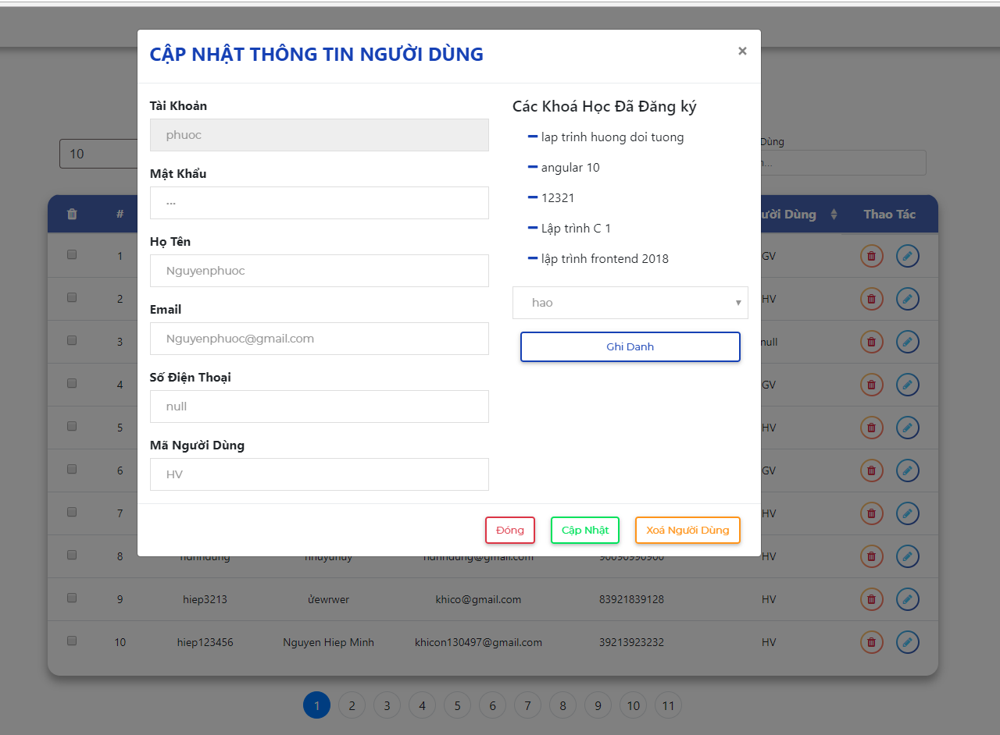 CẬP NHẬT THÔNG TIN NGƯỜI DÙNG
×
Tài Khoản
phuoc
Mật Khẩu
...
Họ Tên
Nguyenphuoc
Email
Nguyenphuoc@gmail.com
Số Điện Thoại
null
Mã Người Dùng
HV
Các Khoá Học Đã Đăng ký
lap trinh huong doi tuong
angular 10
12321
Lập trình C 1
lập trình frontend 2018
hao
Ghi Danh
Đóng
Cập Nhật
Xoá Người Dùng
10
Dùng
# Dùng Thao Tác
1 GV
2 HV
3 null
4 GV
5 HV
6 GV
7 HV
8 HV
9 hiep3213 ửewrwer khico@gmail.com 83921839128 HV
10 hiep123456 Nguyen Hiep Minh khicon130497@gmail.com 39213923232 HV
1 2 3 4 5 6 7 8 9 10 11